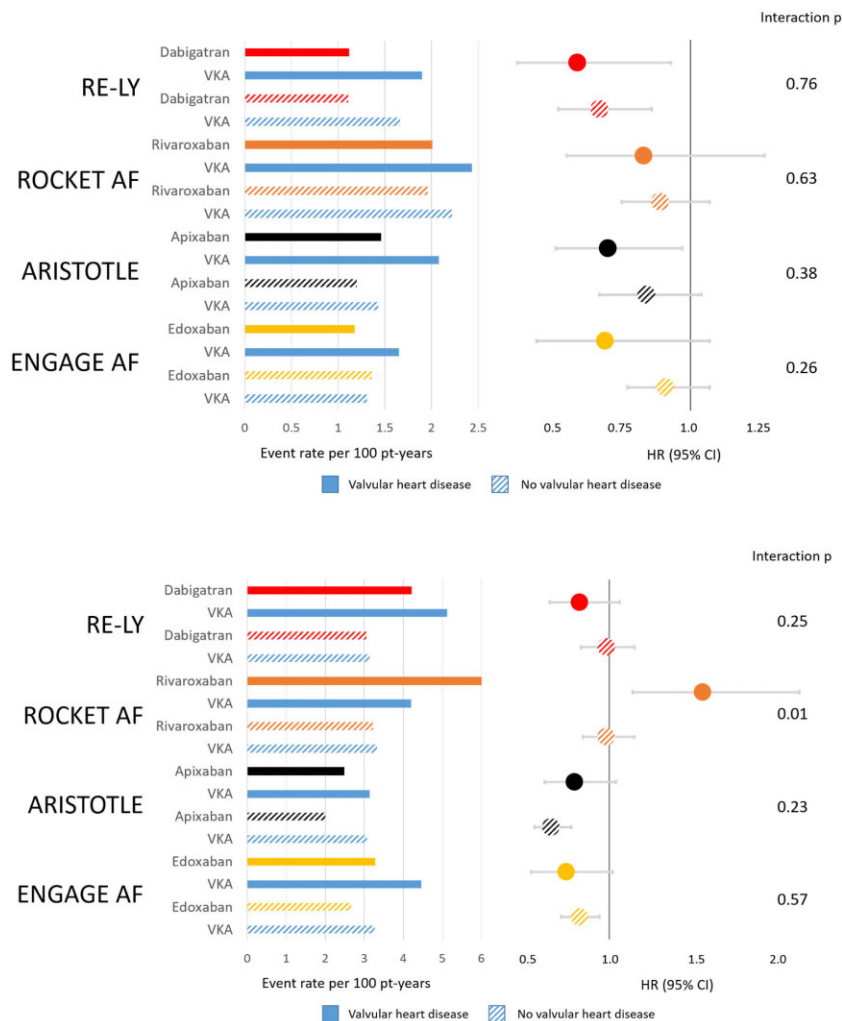 Interaction p
RE-LY
Dabigatran
VKA
Dabigatran
VKA
0.76
ROCKET AF
Rivaroxaban
VKA
Rivaroxaban
VKA
0.63
ARISTOTLE
Apixaban
VKA
Apixaban
VKA
0.38
ENGAGE AF
Edoxaban
VKA
Edoxaban
VKA
0.26
0 0.5 1 1.5 2 2.5
0.5 0.75 1.0 1.25
Event rate per 100 pt-years
HR (95% CI)
Valvular heart disease
No valvular heart disease
Interaction p
RE-LY
Dabigatran
VKA
Dabigatran
VKA
0.25
ROCKET AF
Rivaroxaban
VKA
Rivaroxaban
VKA
0.01
ARISTOTLE
Apixaban
VKA
Apixaban
VKA
0.23
ENGAGE AF
Edoxaban
VKA
Edoxaban
VKA
0.57
0 1 2 3 4 5 6
0.5 1.0 1.5 2.0
Event rate per 100 pt-years
HR (95% CI)
Valvular heart disease
No valvular heart disease